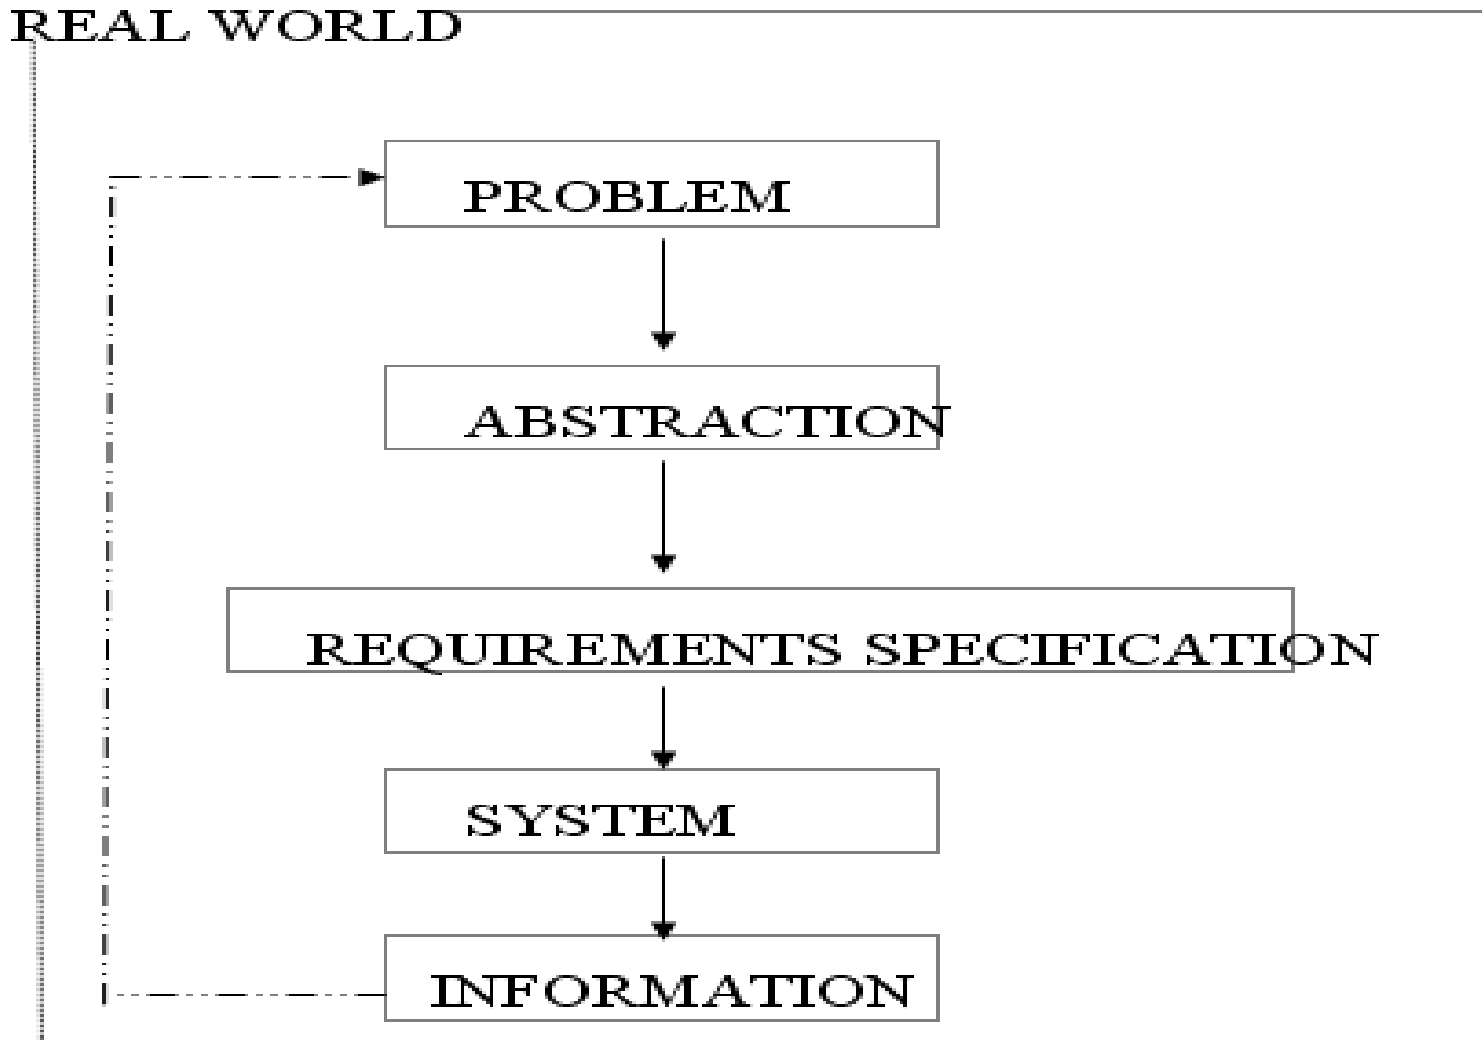 REAL WORLD
PROBLEM
ABSTRACTION
REQUIREMENTS SPECIFICATION
SYSTEM
INFORMATION